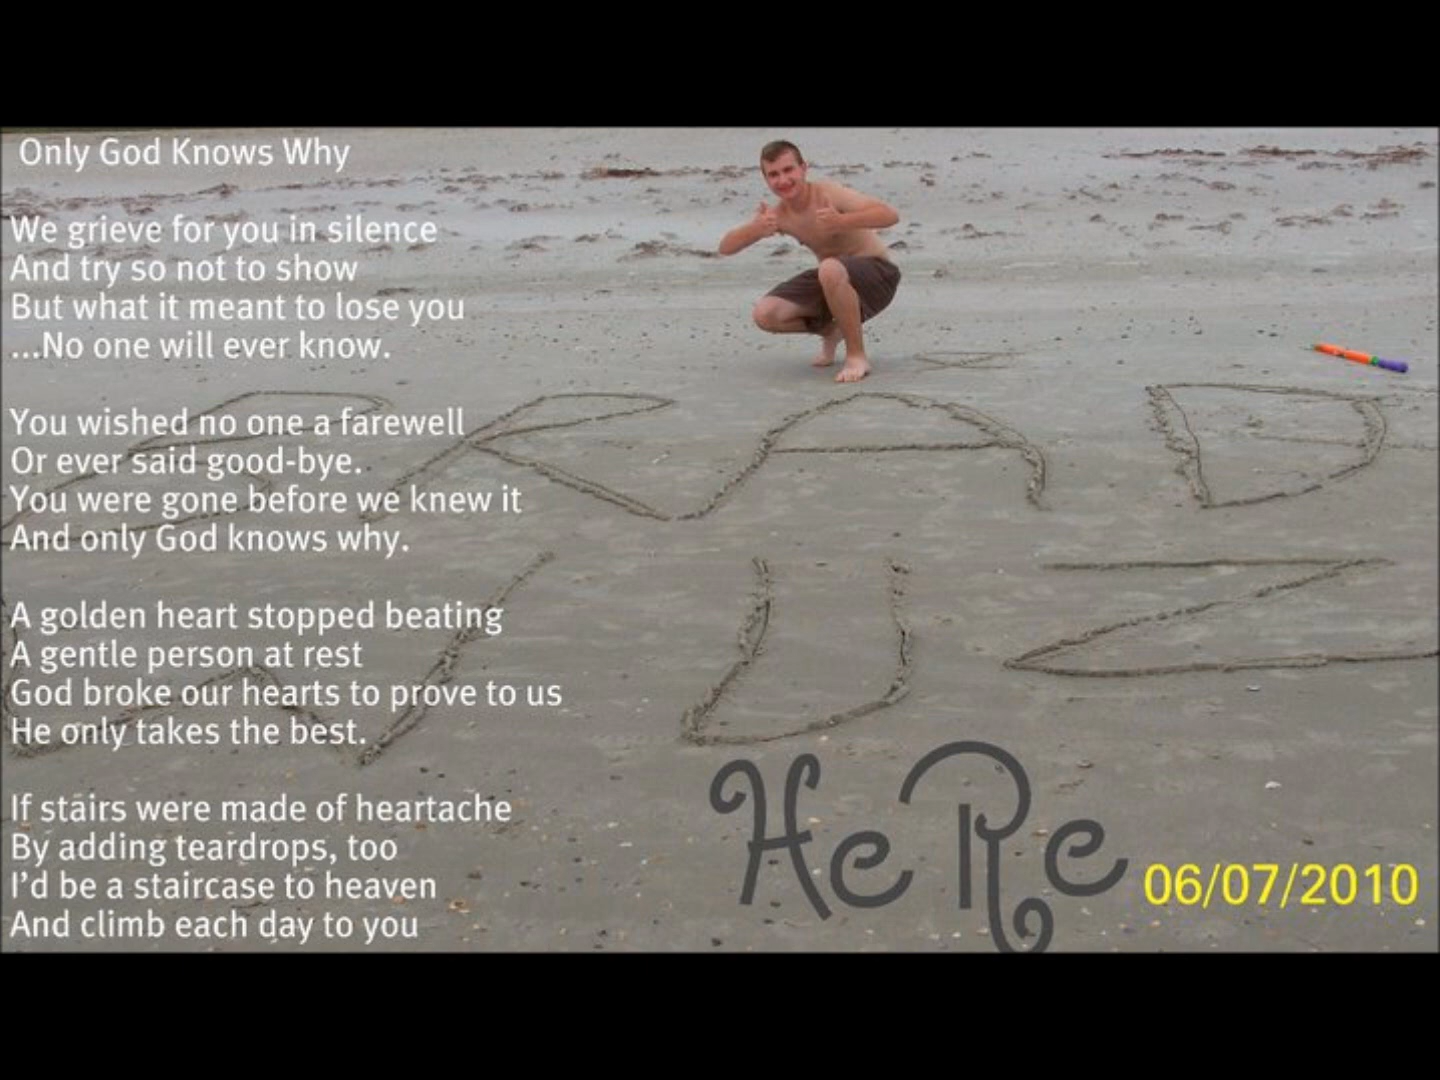 Only God Knows Why
We grieve for you in silence
And try so not to show
But what it meant to lose you
...No one will ever know.
You wished no one a farewell
Or ever said good-bye.
You were gone before we knew it
And only God knows why.
A golden heart stopped beating
A gentle person at rest
God broke our hearts to prove to us
He only takes the best.
If stairs were made of heartache
By adding teardrops, too
I'd be a staircase to heaven
And climb each day to you
BRAD
WUZ
HeRe
06/07/2010